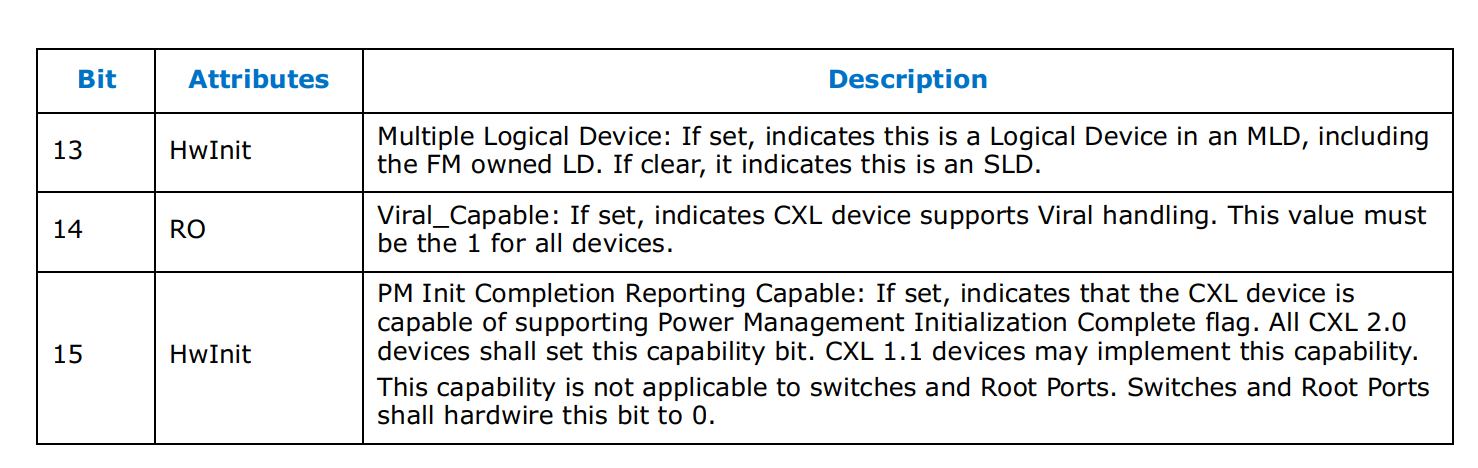 Bit Attributes Description
13 HwInit Multiple Logical Device: If set, indicates this is a Logical Device in an MLD, including
the FM owned LD. If clear, it indicates this is an SLD.
14 RO Viral_Capable: If set, indicates CXL device supports Viral handling. This value must
be the 1 for all devices.
15 HwInit PM Init Completion Reporting Capable: If set, indicates that the CXL device is
capable of supporting Power Management Initialization Complete flag. All CXL 2.0
devices shall set this capability bit. CXL 1.1 devices may implement this capability.
This capability is not applicable to switches and Root Ports. Switches and Root Ports
shall hardwire this bit to 0.